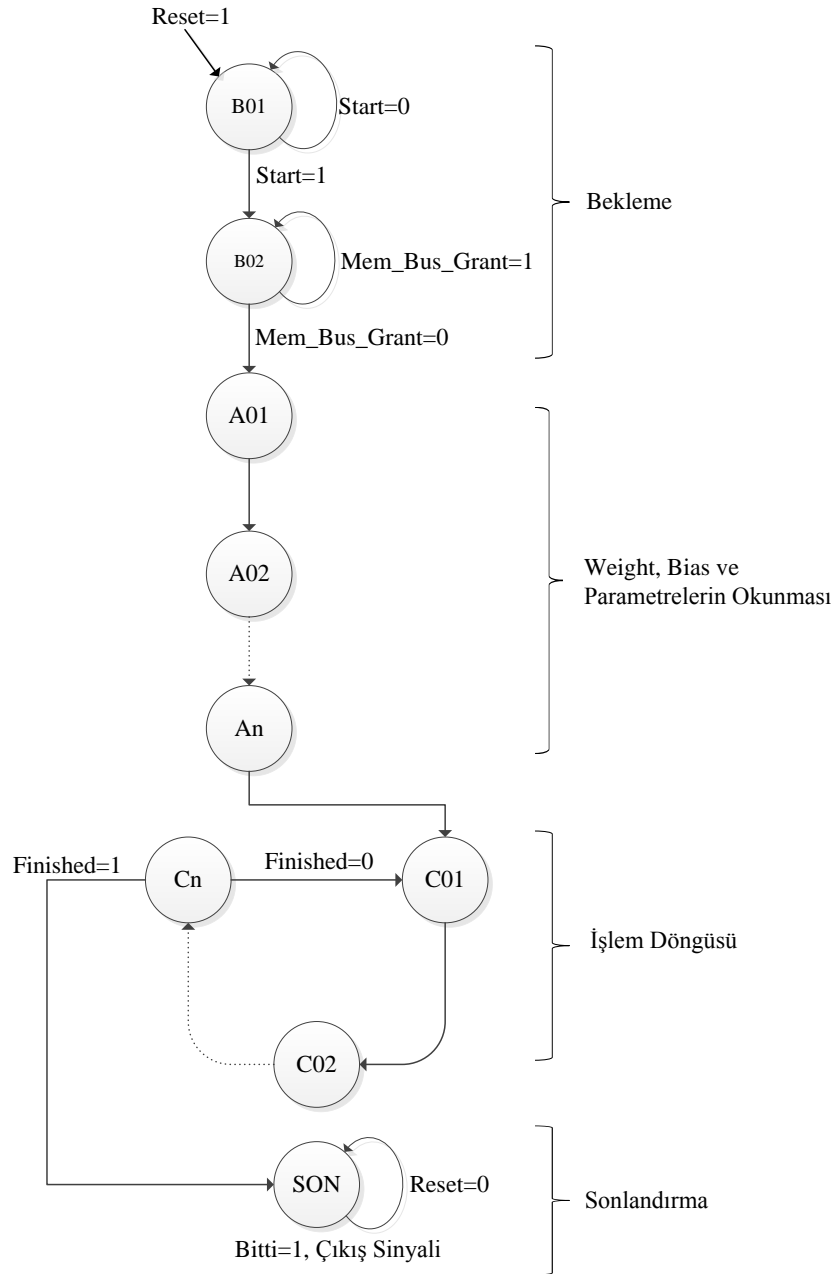 Reset=1
B01
Start=0
Start=1
Bekleme
B02
Mem_Bus_Grant=1
Mem_Bus_Grant=0
A01
A02
Weight, Bias ve
Parametrelerin Okunması
An
Finished=1
Cn
Finished=0
C01
İşlem Döngüsü
C02
SON
Reset=0
Sonlandırma
Bitti=1, Çıkış Sinyali